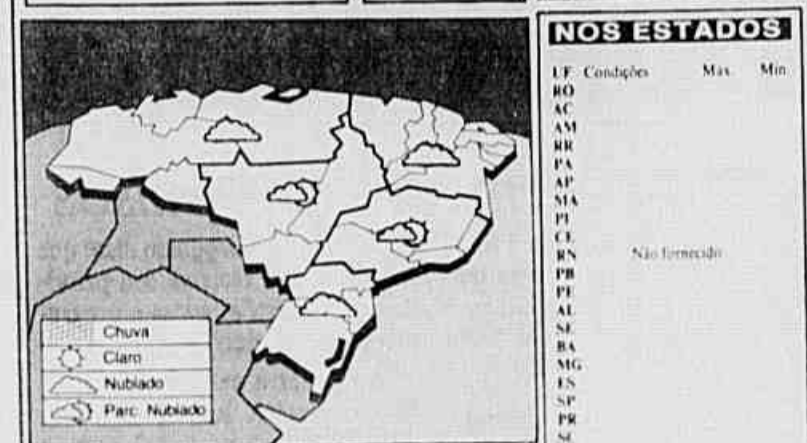 Chuva
Claro
Nublado
Parc. Nublado
NOS ESTADOS
UF Condições Max Min
RO
AC
AM
RR
PA
AP
MA
PI
CE
RN Não fornecido
PB
PE
AL
SE
BA
MG
ES
SP
PR
SC